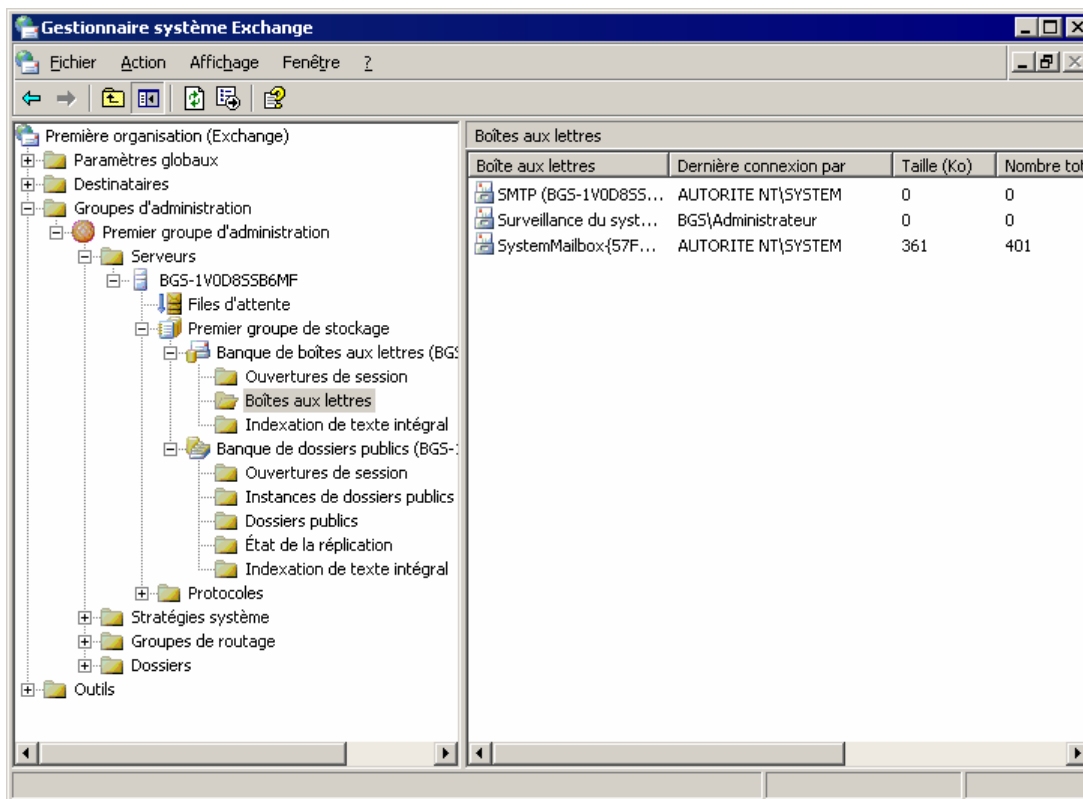 Gestionnaire système Exchange
Fichier Action Affichage Fenêtre ?
Première organisation (Exchange)
Paramètres globaux
Destinataires
Groupes d'administration
Premier groupe d'administration
Serveurs
BGS-1V0D8SSB6MF
Files d'attente
Premier groupe de stockage
Banque de boîtes aux lettres (BGS
Ouvertures de session
Boîtes aux lettres
Indexation de texte intégral
Banque de dossiers publics (BGS-
Ouvertures de session
Instances de dossiers publics
Dossiers publics
État de la réplication
Indexation de texte intégral
Protocoles
Stratégies système
Groupes de routage
Dossiers
Outils
Boîtes aux lettres
Boîte aux lettres Dernière connexion par Taille (Ko) Nombre tot
SMTP (BGS-1V0D8SS... AUTORITE NT\SYSTEM 0 0
Surveillance du syst... BGS\Administrateur 0 0
SystemMailbox{57F... AUTORITE NT\SYSTEM 361 401